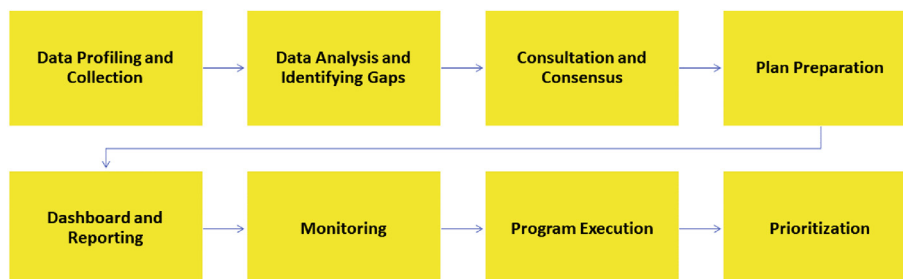 Data Profiling and
Collection
Data Analysis and
Identifying Gaps
Consultation and
Consensus
Plan Preparation
Dashboard and
Reporting
Monitoring
Program Execution
Prioritization